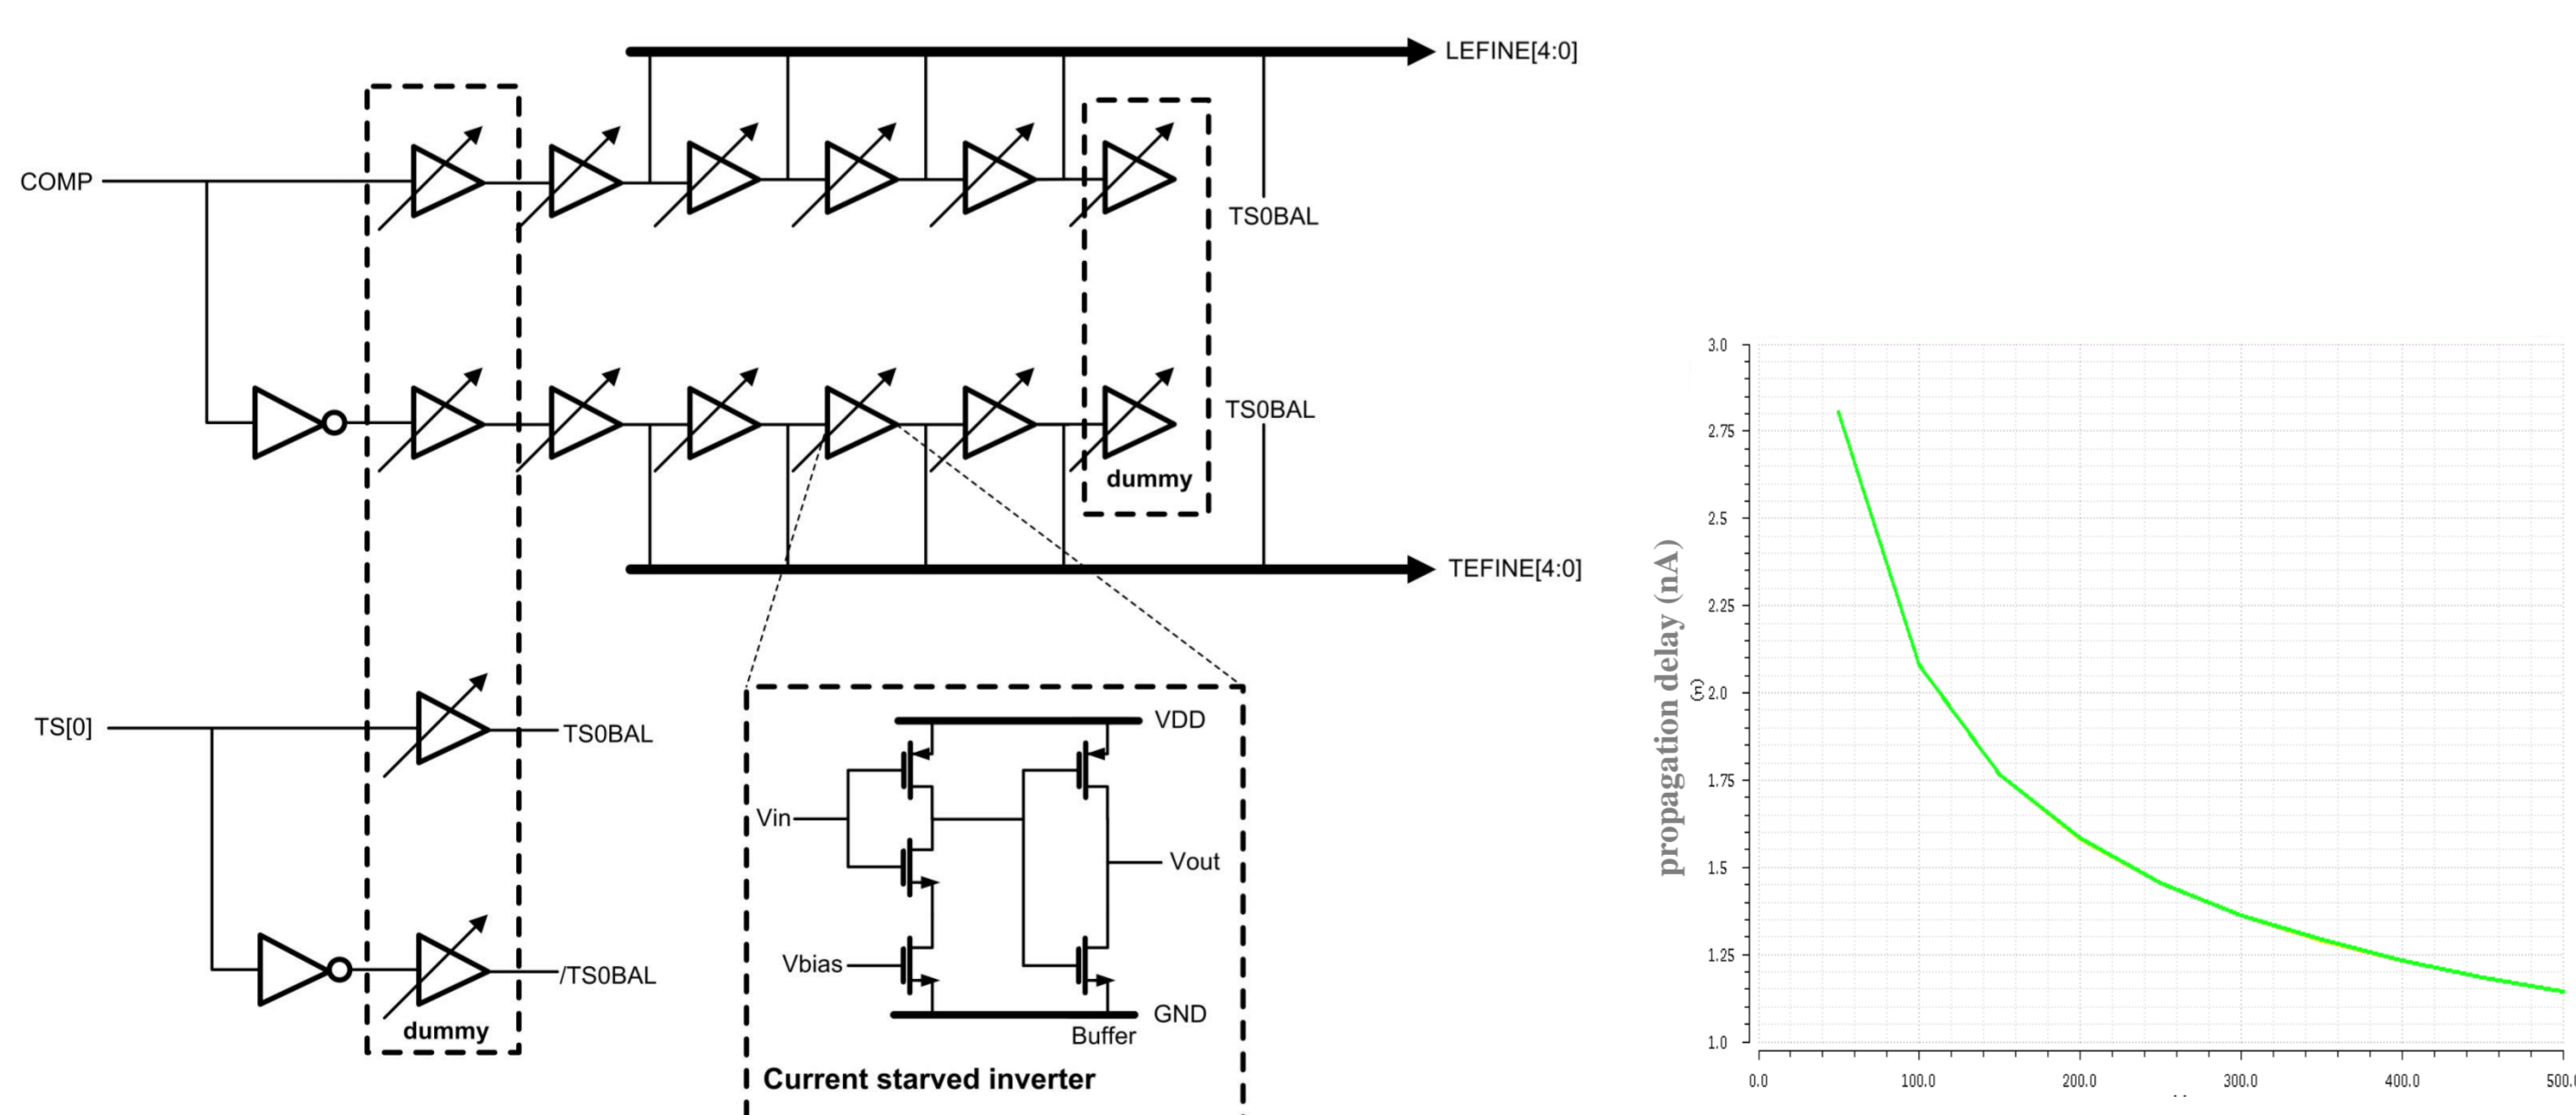 LEFINE[4:0]
COMP
TS0BAL
TS0BAL
dummy
TEFINE[4:0]
TS[0]
TS0BAL
/TS0BAL
dummy
VDD
Vin
Vout
Vbias
GND
Buffer
Current starved inverter
propagation delay (nA)
3.0
2.75
2.5
2.25
2.0
1.75
1.5
1.25
1.0
0.0 100.0 200.0 300.0 400.0 500.